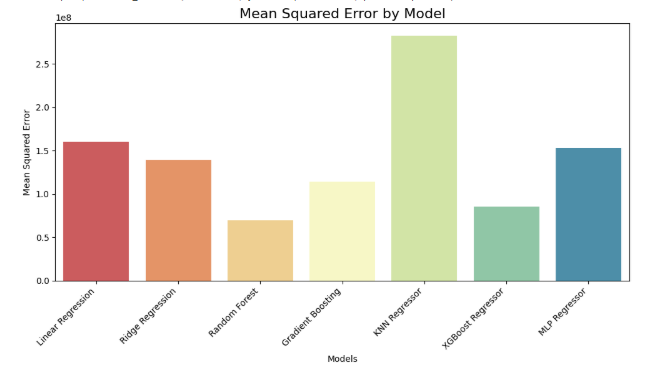 Mean Squared Error by Model
1e8
2.5
2.0
1.5
1.0
0.5
0.0
Mean Squared Error
Linear Regression
Ridge Regression
Random Forest
Gradient Boosting
KNN Regressor
XGBoost Regressor
MLP Regressor
Models